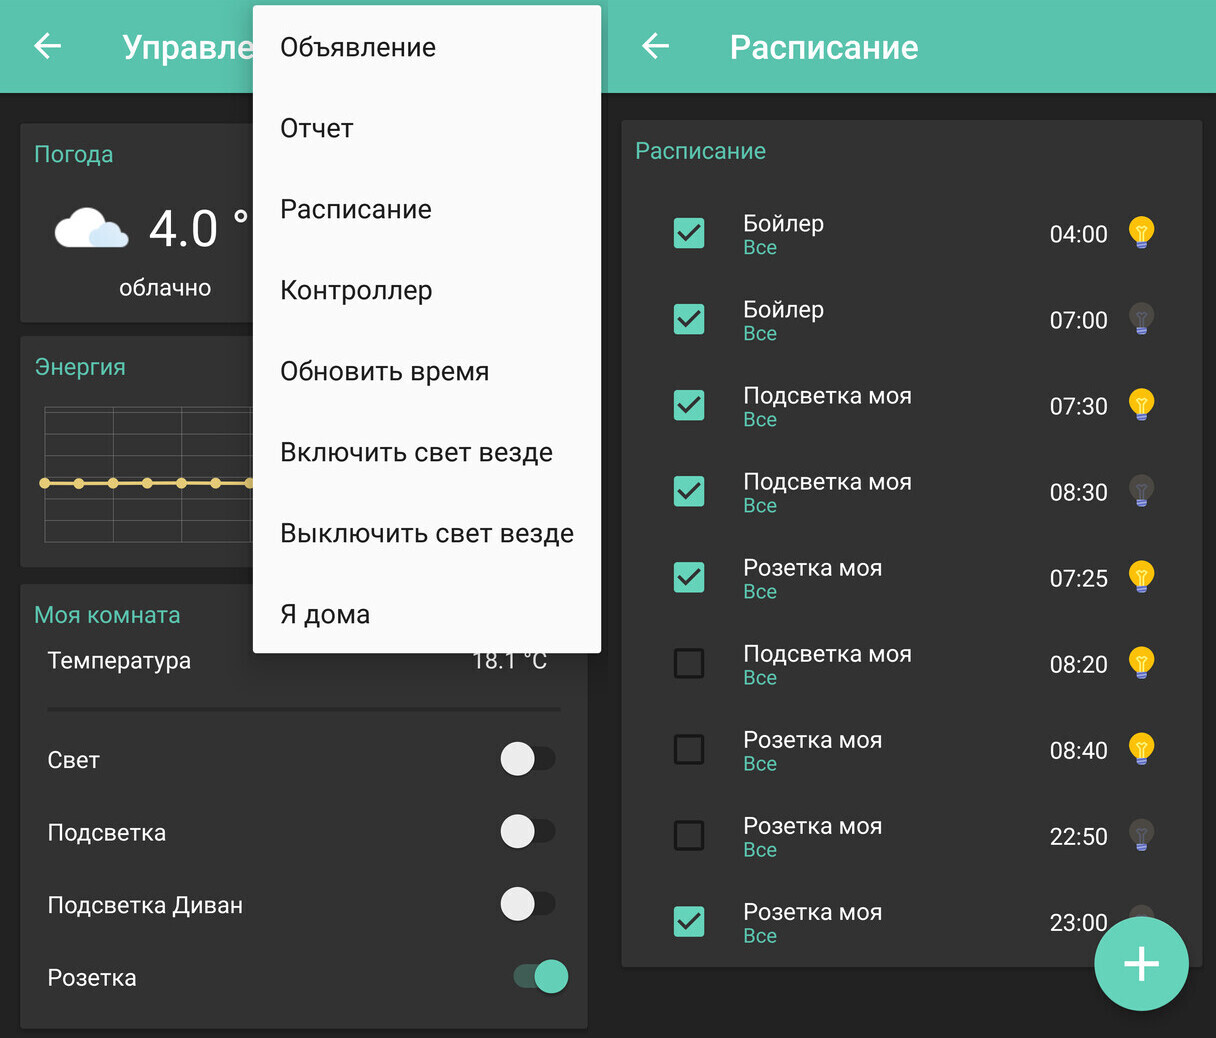 Управле
Объявление
Отчет
Расписание
Контроллер
Обновить время
Включить свет везде
Выключить свет везде
Я дома
Погода
4.0 °
облачно
Энергия
Моя комната
Температура 18.1 °C
Свет
Подсветка
Подсветка Диван
Розетка
Расписание
Расписание
Бойлер 04:00
Все
Бойлер 07:00
Все
Подсветка моя 07:30
Все
Подсветка моя 08:30
Все
Розетка моя 07:25
Все
Подсветка моя 08:20
Все
Розетка моя 08:40
Все
Розетка моя 22:50
Все
Розетка моя 23:00
Все